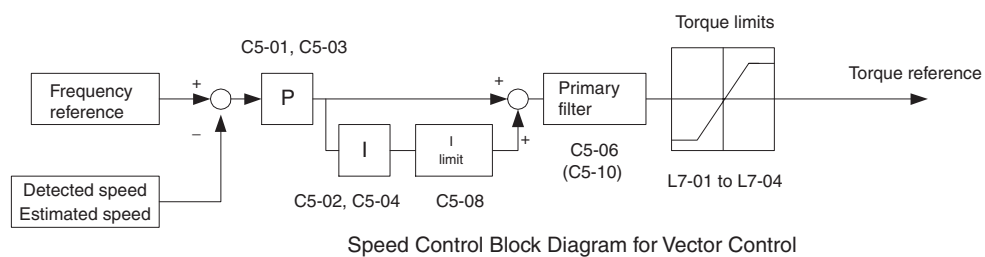 Torque limits
C5-01, C5-03
Frequency
reference
+
−
P
+
+
Primary
filter
Torque reference
I
I
limit
C5-06
(C5-10)
L7-01 to L7-04
Detected speed
Estimated speed
C5-02, C5-04
C5-08
Speed Control Block Diagram for Vector Control